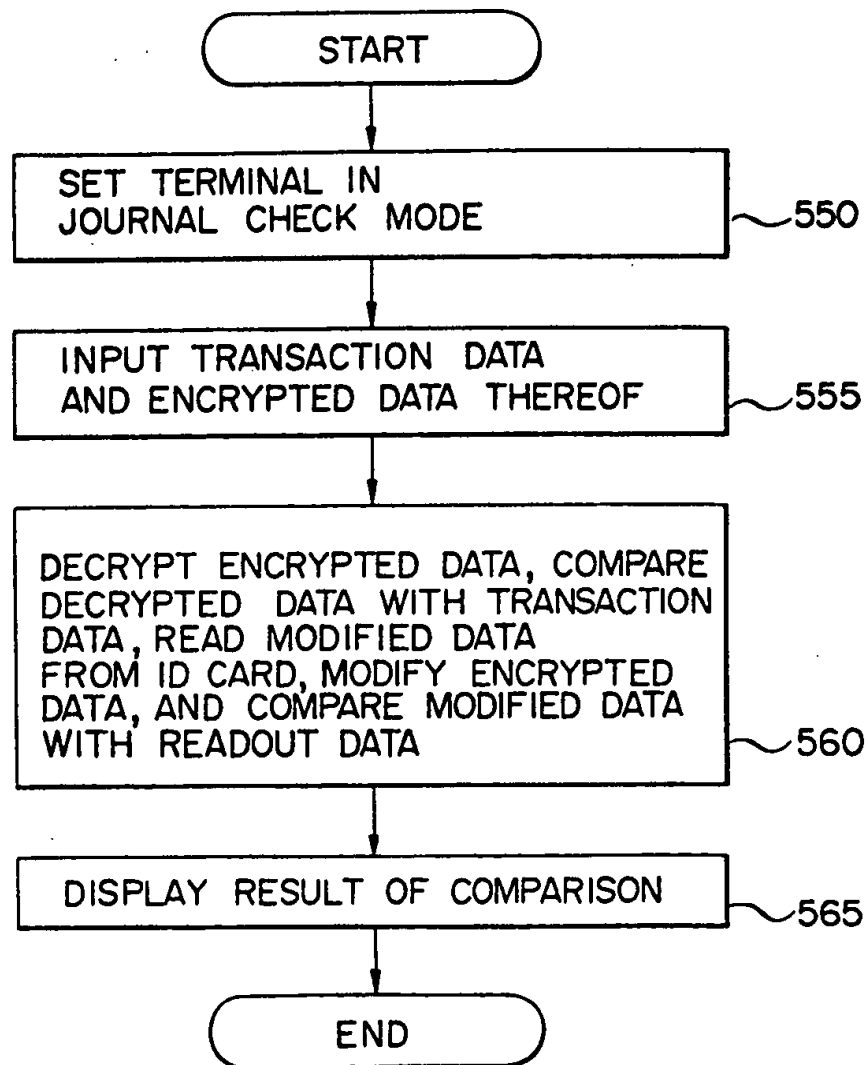 START
SET TERMINAL IN
JOURNAL CHECK MODE
550
INPUT TRANSACTION DATA
AND ENCRYPTED DATA THEREOF
555
DECRYPT ENCRYPTED DATA, COMPARE
DECRYPTED DATA WITH TRANSACTION
DATA, READ MODIFIED DATA
FROM ID CARD, MODIFY ENCRYPTED
DATA, AND COMPARE MODIFIED DATA
WITH READOUT DATA
560
DISPLAY RESULT OF COMPARISON
565
END